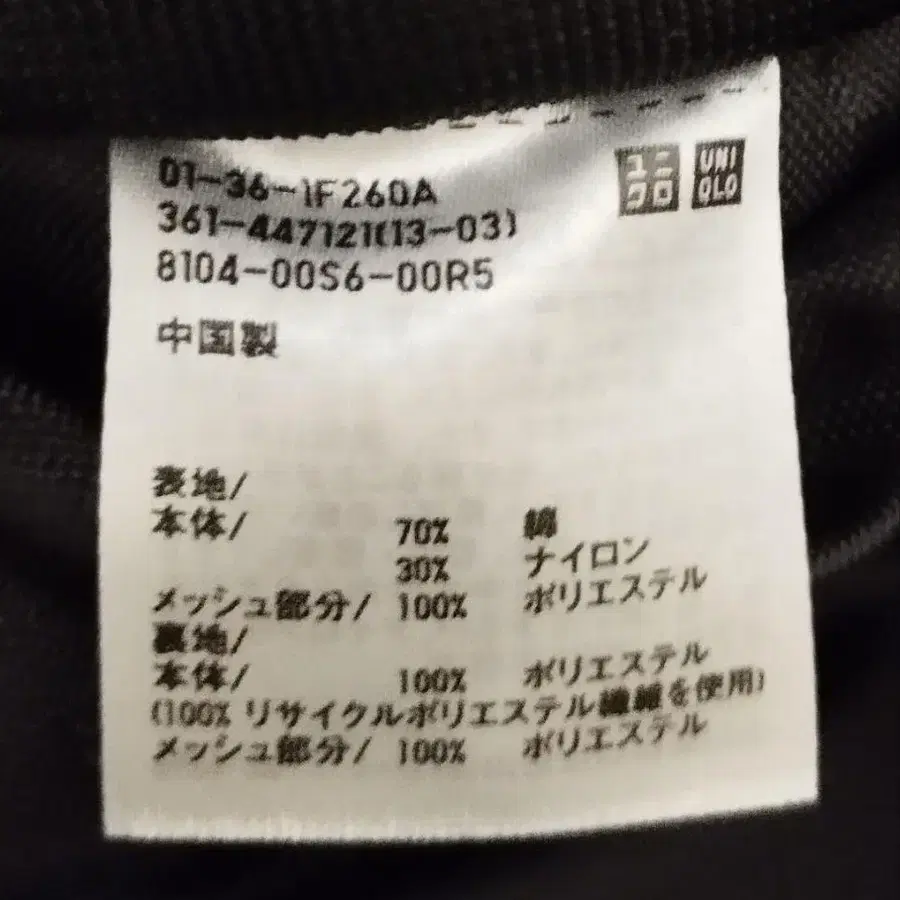 ユニクロ UNIQLO
01-36-1F260A
361-447121(13-03)
8104-00S6-00R5
中国製
表地/
本体/ 70% 綿
30% ナイロン
メッシュ部分/ 100% ポリエステル
裏地/
本体/ 100% ポリエステル
(100% リサイクルポリエステル繊維を使用)
メッシュ部分/ 100% ポリエステル